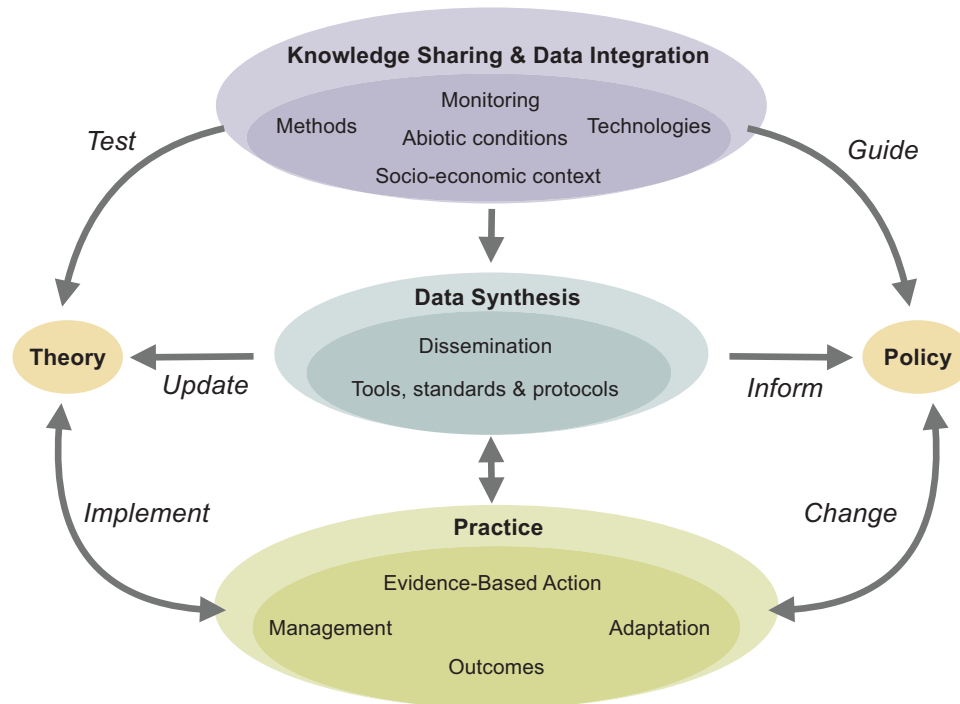 Knowledge Sharing & Data Integration
Monitoring
Methods
Technologies
Abiotic conditions
Socio-economic context
Test
Guide
Data Synthesis
Dissemination
Tools, standards & protocols
Theory
Policy
Update
Inform
Implement
Change
Practice
Evidence-Based Action
Management
Adaptation
Outcomes